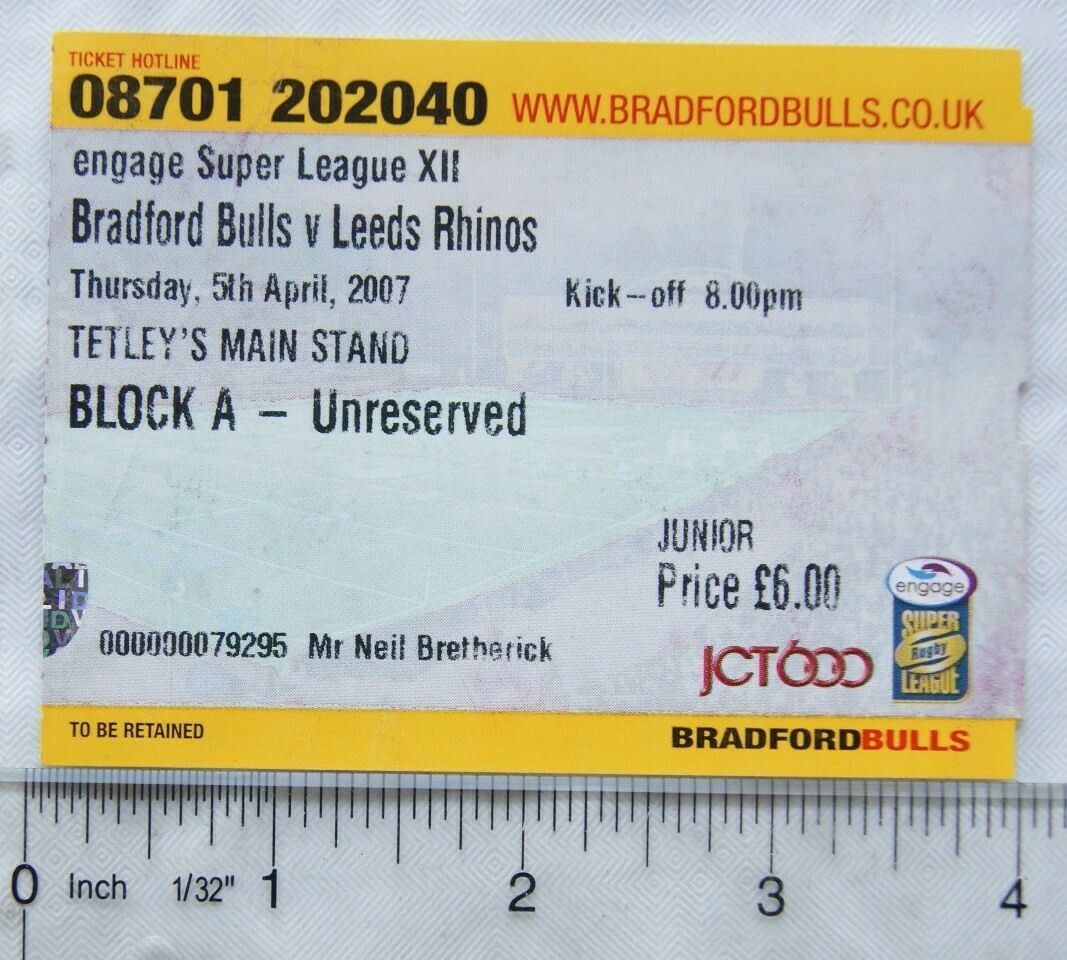 TICKET HOTLINE
08701 202040 WWW.BRADFORDBULLS.CO.UK
engage Super League XII
Bradford Bulls v Leeds Rhinos
Thursday, 5th April, 2007 Kick-off 8.00pm
TETLEY'S MAIN STAND
BLOCK A - Unreserved
JUNIOR
Price £6.00
engage
SUPER
Rugby
LEAGUE
000000079295 Mr Neil Bretherick
JCT600
TO BE RETAINED
BRADFORDBULLS
0 Inch 1/32" 1 2 3 4